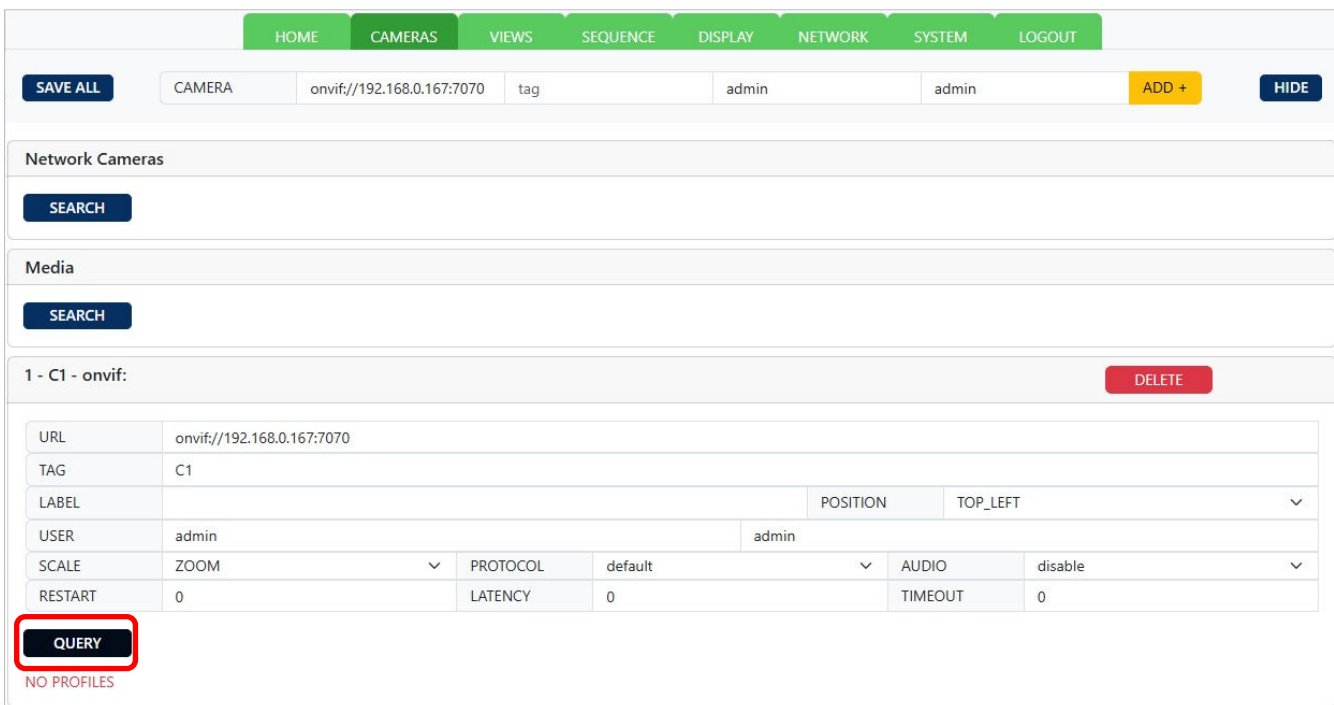 HOME CAMERAS VIEWS SEQUENCE DISPLAY NETWORK SYSTEM LOGOUT
SAVE ALL CAMERA onvif://192.168.0.167:7070 tag admin admin ADD + HIDE
Network Cameras
SEARCH
Media
SEARCH
1 - C1 - onvif: DELETE
URL onvif://192.168.0.167:7070
TAG C1
LABEL POSITION TOP_LEFT
USER admin admin
SCALE ZOOM PROTOCOL default AUDIO disable
RESTART 0 LATENCY 0 TIMEOUT 0
QUERY
NO PROFILES